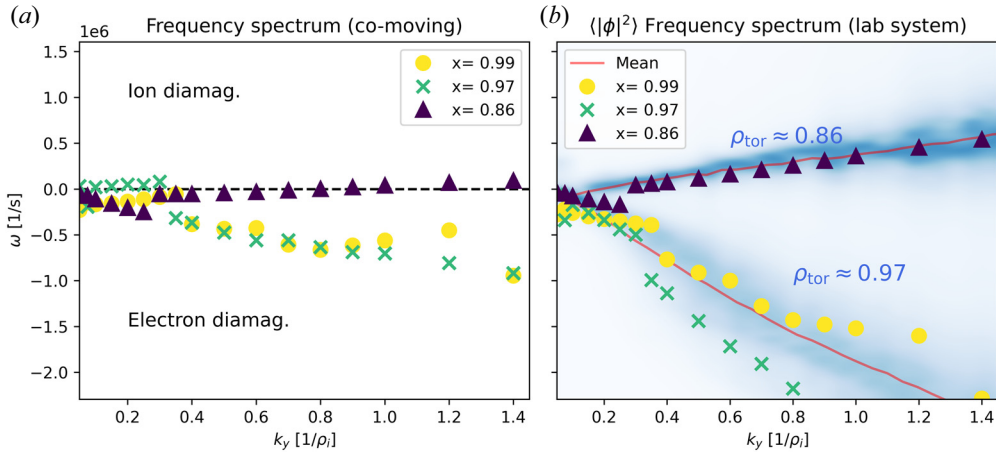 (a)
Frequency spectrum (co-moving)
1e6
1.5
1.0
0.5
0.0
−0.5
−1.0
−1.5
−2.0
ω [1/s]
Ion diamag.
Electron diamag.
x= 0.99
x= 0.97
x= 0.86
0.2 0.4 0.6 0.8 1.0 1.2 1.4
k_y [1/ρ_i]
(b)
⟨|ϕ|²⟩ Frequency spectrum (lab system)
Mean
x= 0.99
x= 0.97
x= 0.86
ρ_tor ≈ 0.86
ρ_tor ≈ 0.97
0.2 0.4 0.6 0.8 1.0 1.2 1.4
k_y [1/ρ_i]